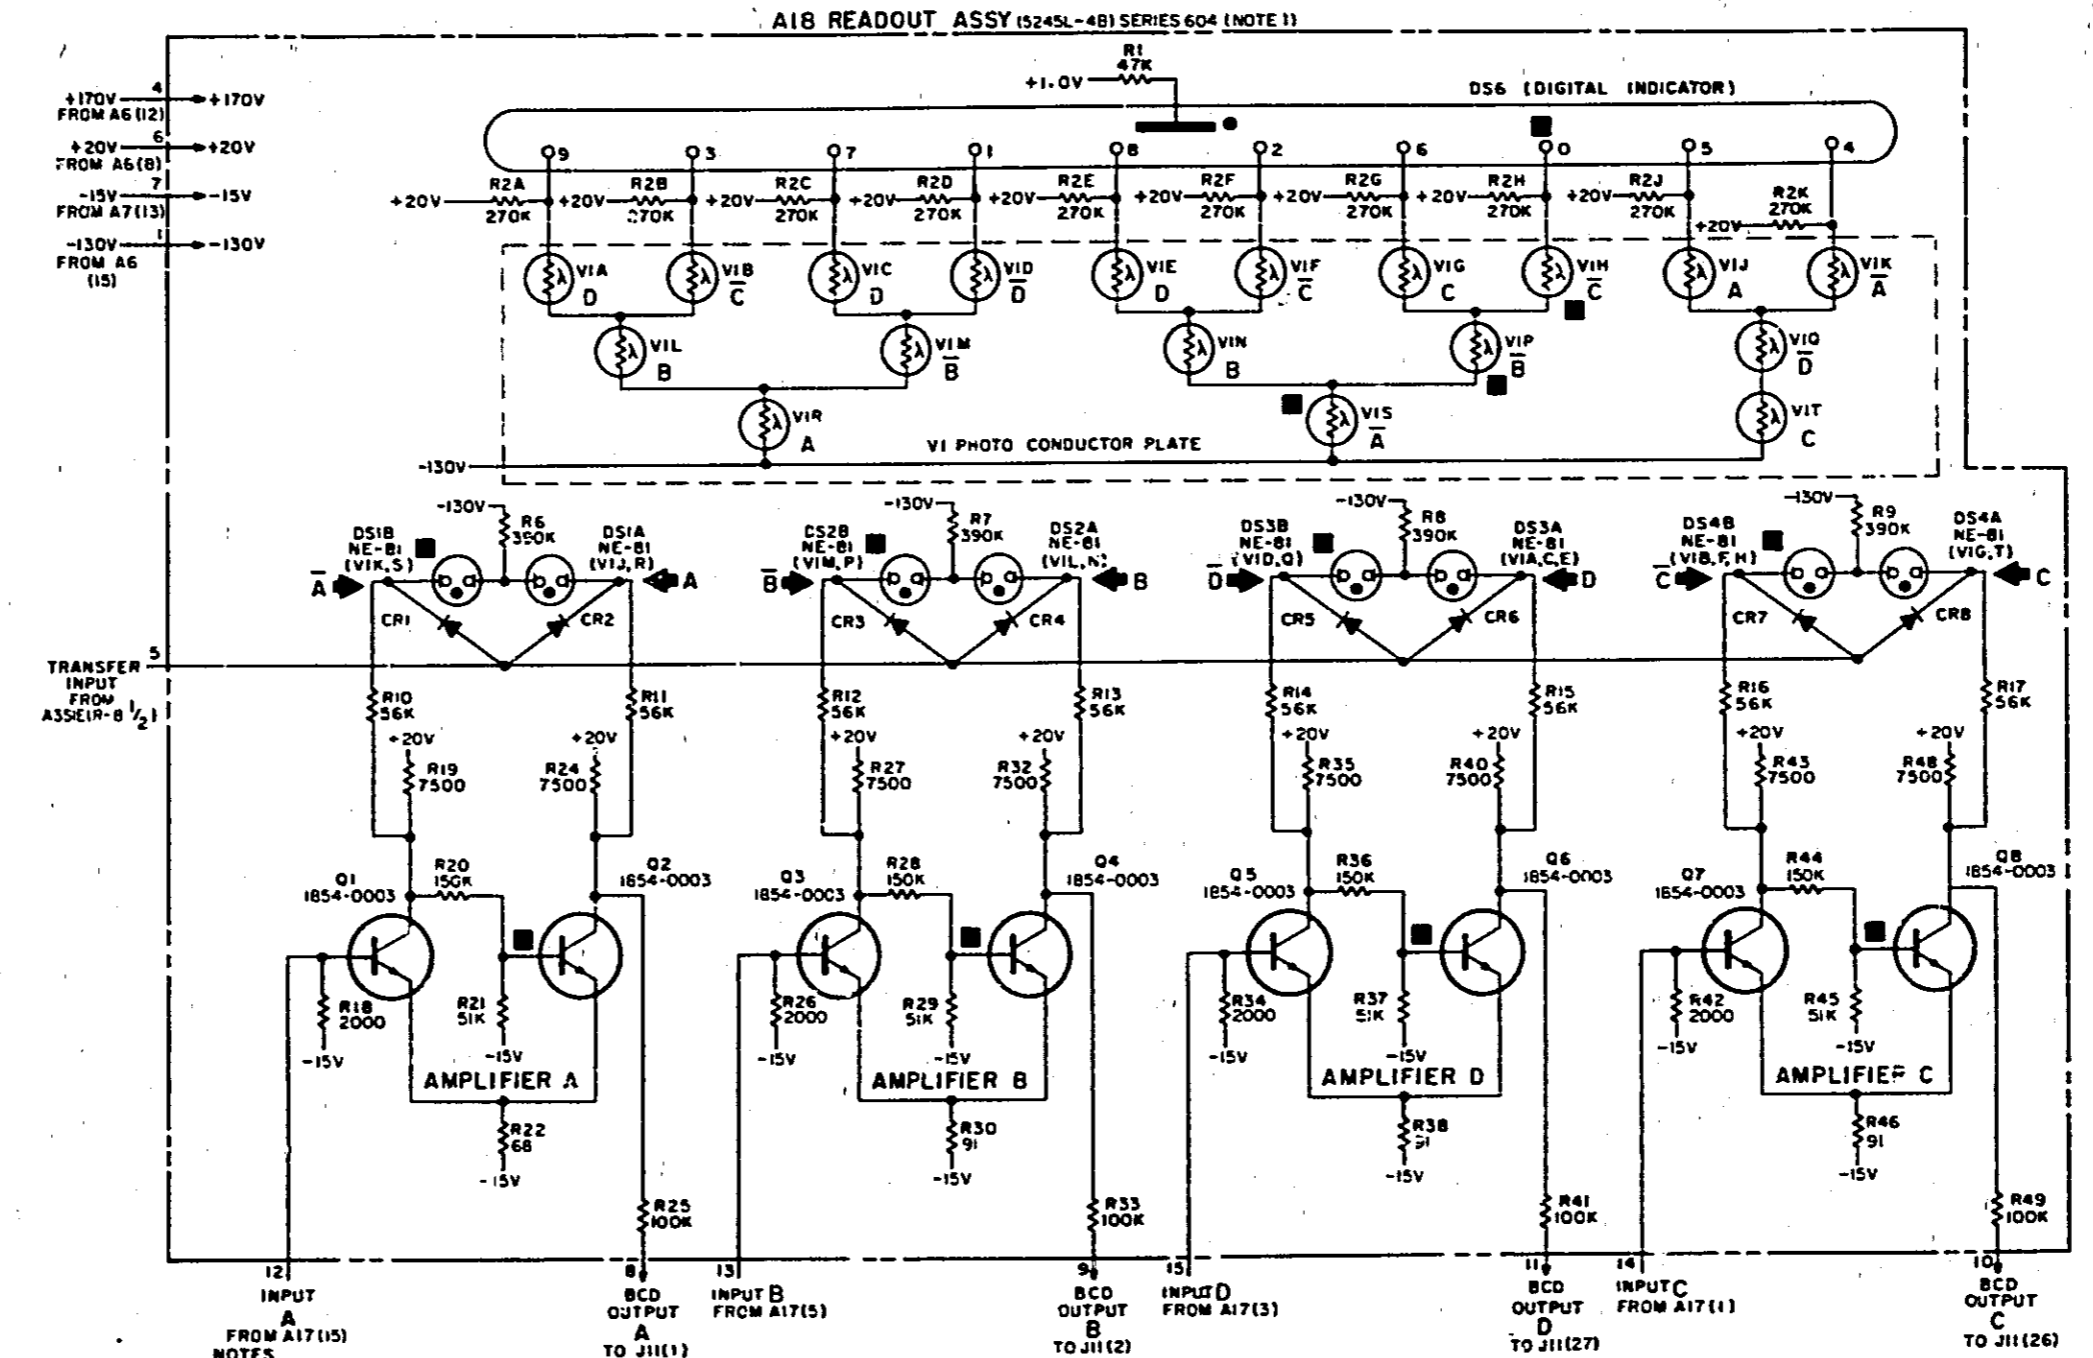 A18 READOUT ASSY (5245L-4B) SERIES 604 (NOTE 1)
R1
47K
+1.0V
DS6 (DIGITAL INDICATOR)
4
+170V +170V
FROM A6(12)
6
+20V +20V
FROM A6(8)
7
-15V -15V
FROM A7(13)
1
-130V -130V
FROM A6
(15)
9 3 7 1 8 2 6 0 5 4
R2A R2B R2C R2D R2E R2F R2G R2H R2J R2K
+20V +20V +20V +20V +20V +20V +20V +20V +20V +20V
270K 270K 270K 270K 270K 270K 270K 270K 270K 270K
V1A V1B V1C V1D V1E V1F V1G V1H V1J V1K
D C̅ D D̅ D C̅ C C̅ A A̅
V1L V1M V1N V1P V1Q
B B̅ B B̅ D̅
V1R V1S V1T
A A̅ C
V1 PHOTO CONDUCTOR PLATE
-130V
-130V -130V -130V -130V
R6 R7 R8 R9
390K 390K 390K 390K
DS1B DS1A DS2B DS2A DS3B DS3A DS4B DS4A
NE-81 NE-81 NE-81 NE-81 NE-81 NE-81 NE-81 NE-81
(V1K,S) (V1J,R) (V1M,P) (V1L,N) (V1D,Q) (V1A,C,E) (V1B,F,H) (V1G,T)
A̅ A B̅ B D̅ D C̅ C
CR1 CR2 CR3 CR4 CR5 CR6 CR7 CR8
5
TRANSFER
INPUT
FROM
A3S1E(R-8 1/2)
R10 R11 R12 R13 R14 R15 R16 R17
56K 56K 56K 56K 56K 56K 56K 56K
+20V +20V +20V +20V +20V +20V +20V +20V
R19 R24 R27 R32 R35 R40 R43 R48
7500 7500 7500 7500 7500 7500 7500 7500
R20 R28 R36 R44
150K 150K 150K 150K
Q1 Q2 Q3 Q4 Q5 Q6 Q7 Q8
1854-0003 1854-0003 1854-0003 1854-0003 1854-0003 1854-0003 1854-0003 1854-0003
R18 R21 R26 R29 R34 R37 R42 R45
2000 51K 2000 51K 2000 51K 2000 51K
-15V -15V -15V -15V -15V -15V -15V -15V
AMPLIFIER A AMPLIFIER B AMPLIFIER D AMPLIFIER C
R22 R30 R38 R46
68 91 91 91
-15V -15V -15V -15V
R25 R33 R41 R49
100K 100K 100K 100K
12 8 13 9 15 11 14 10
INPUT
A
FROM A17(15)
BCD
OUTPUT
A
TO J11(1)
INPUT B
FROM A17(5)
BCD
OUTPUT
B
TO J11(2)
INPUT D
FROM A17(3)
BCD
OUTPUT
D
TO J11(27)
INPUT C
FROM A17(1)
BCD
OUTPUT
C
TO J11(26)
NOTES